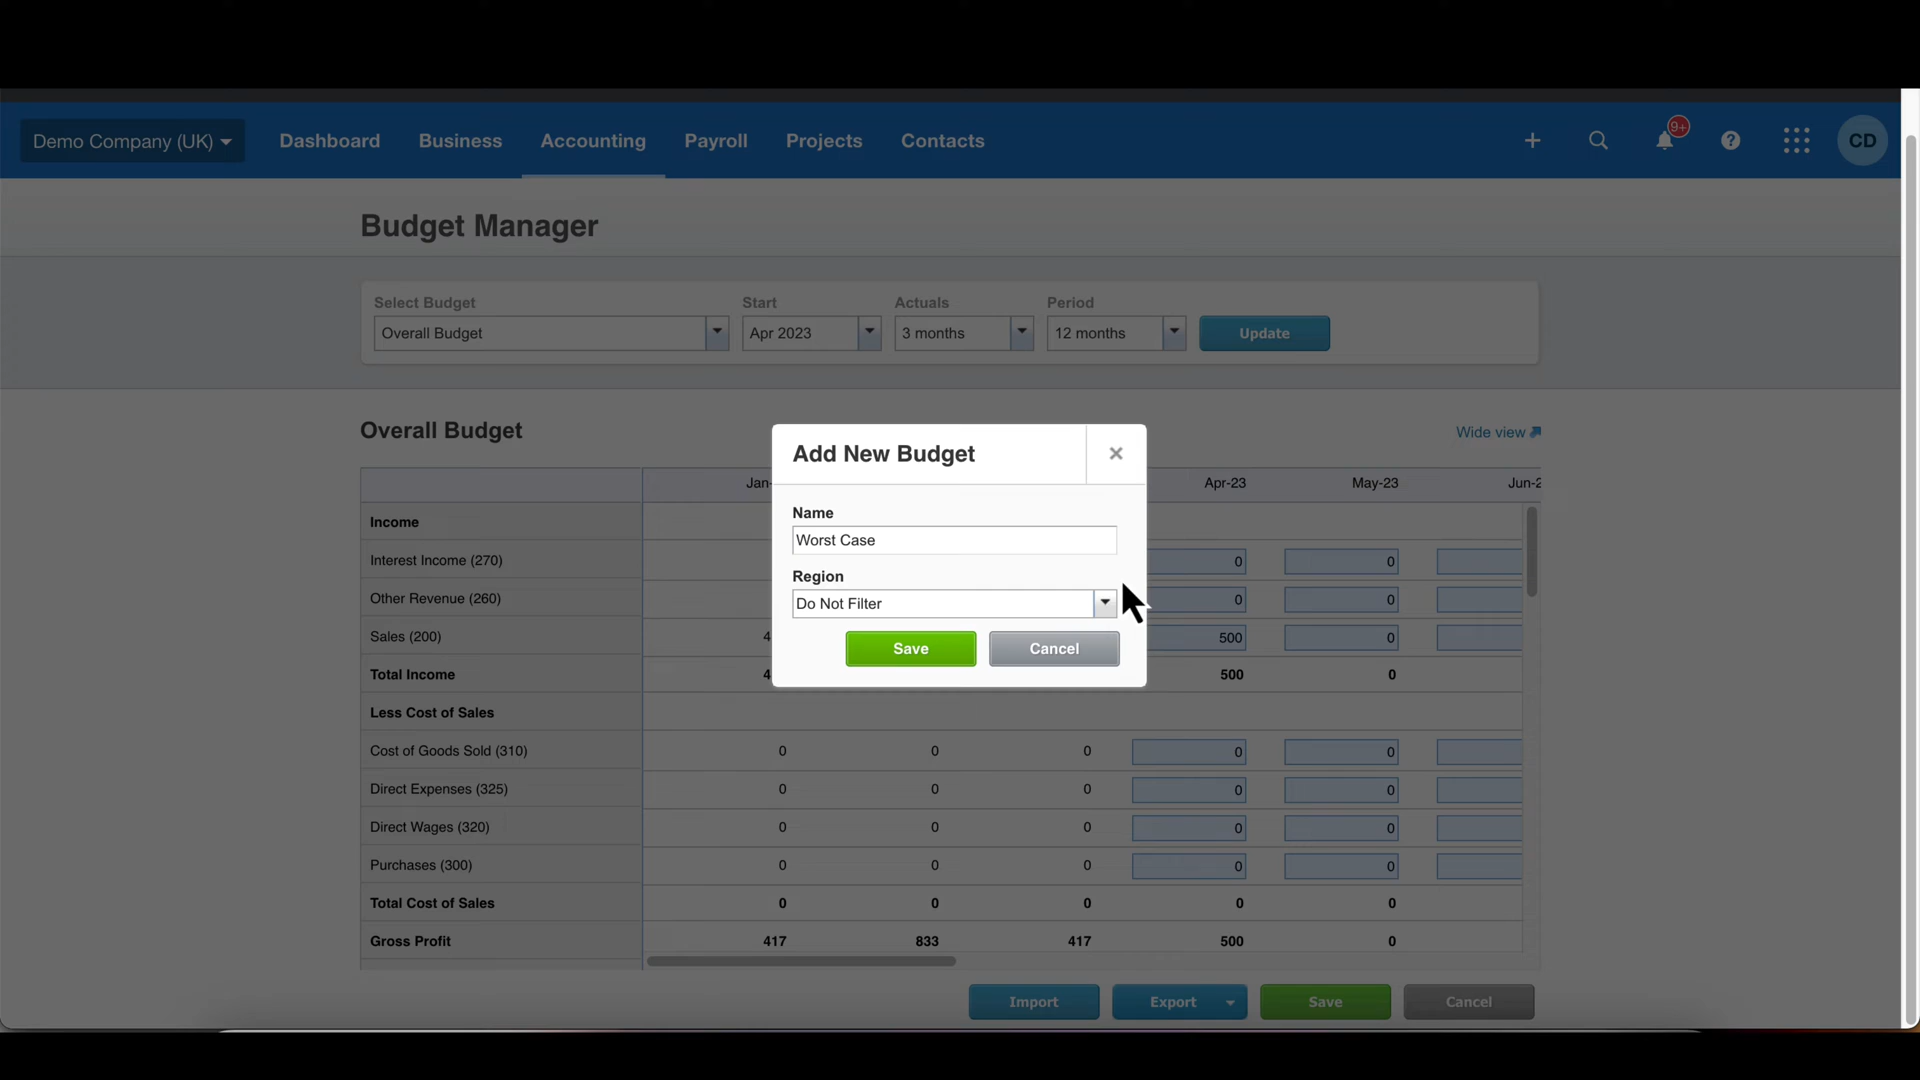 Demo Company (UK) Dashboard Business Accounting Payroll Projects Contacts 9+ CD
Budget Manager
Select Budget Start Actuals Period
Overall Budget Apr 2023 3 months 12 months Update
Overall Budget Wide view
Add New Budget
Name
Worst Case
Region
Do Not Filter
Save Cancel
Jan- Apr-23 May-23 Jun-2
Income
Interest Income (270) 0 0
Other Revenue (260) 0 0
Sales (200) 4 500 0
Total Income 4 500 0
Less Cost of Sales
Cost of Goods Sold (310) 0 0 0 0 0
Direct Expenses (325) 0 0 0 0 0
Direct Wages (320) 0 0 0 0 0
Purchases (300) 0 0 0 0 0
Total Cost of Sales 0 0 0 0 0
Gross Profit 417 833 417 500 0
Import Export Save Cancel